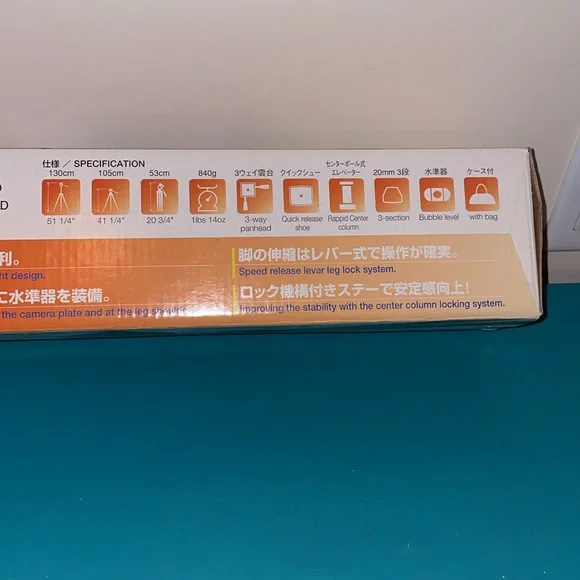 仕様 / SPECIFICATION
130cm 105cm 53cm 840g 3ウェイ雲台 クイックシュー センターポール式 エレベーター 20mm 3段 水準器 ケース付
51 1/4" 41 1/4" 20 3/4" 1lbs 14oz 3-way panhead Quick release shoe Rappid Center column 3-section Bubble level with bag
D
利。
ht design.
脚の伸縮はレバー式で操作が確実。
Speed release lever leg lock system.
に水準器を装備。
the camera plate and at the leg shoulder.
ロック機構付きステーで安定感向上!
Improving the stability with the center column locking system.